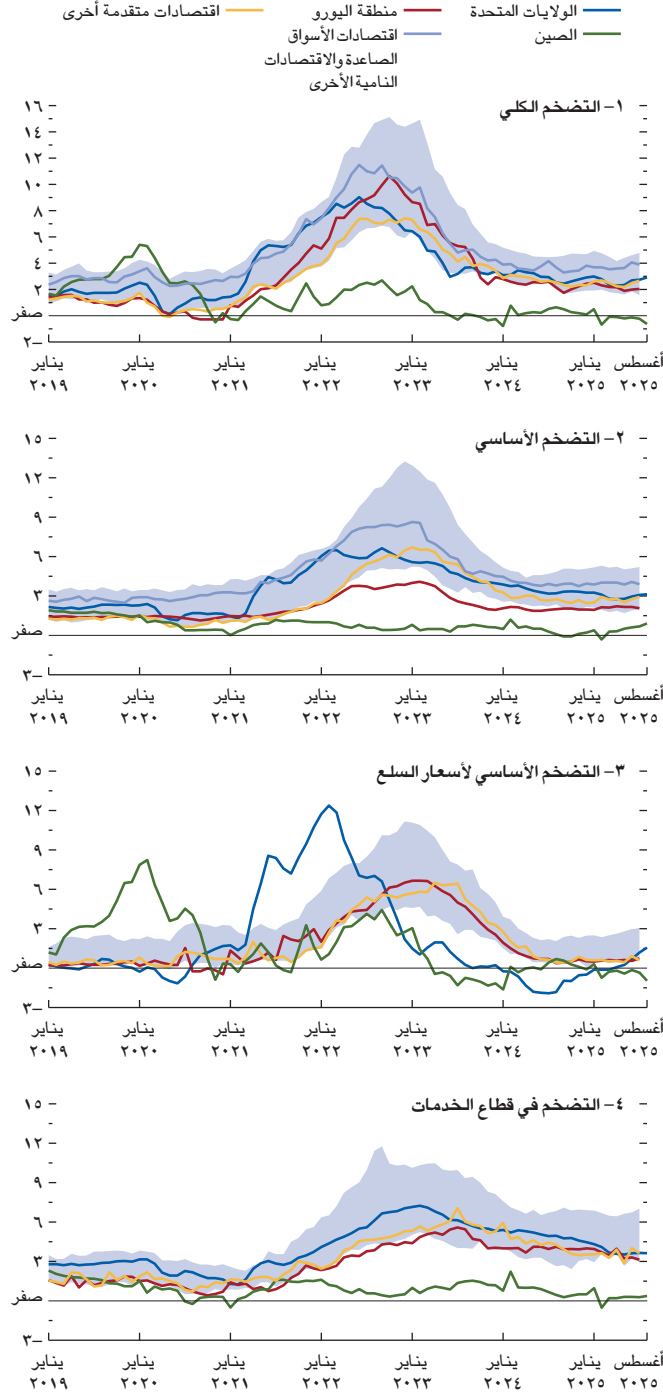 الولايات المتحدة
منطقة اليورو
اقتصادات متقدمة أخرى
الصين
اقتصادات الأسواق
الصاعدة والاقتصادات
النامية الأخرى
١– التضخم الكلي
١٦
١٤
١٢
١٠
٨
٦
٤
٢
صفر
٢–
يناير يناير يناير يناير يناير يناير يناير أغسطس
٢٠١٩ ٢٠٢٠ ٢٠٢١ ٢٠٢٢ ٢٠٢٣ ٢٠٢٤ ٢٠٢٥ ٢٠٢٥
٢– التضخم الأساسي
١٥
١٢
٩
٦
٣
صفر
٣–
يناير يناير يناير يناير يناير يناير يناير أغسطس
٢٠١٩ ٢٠٢٠ ٢٠٢١ ٢٠٢٢ ٢٠٢٣ ٢٠٢٤ ٢٠٢٥ ٢٠٢٥
٣– التضخم الأساسي لأسعار السلع
١٥
١٢
٩
٦
٣
صفر
٣–
يناير يناير يناير يناير يناير يناير يناير أغسطس
٢٠١٩ ٢٠٢٠ ٢٠٢١ ٢٠٢٢ ٢٠٢٣ ٢٠٢٤ ٢٠٢٥ ٢٠٢٥
٤– التضخم في قطاع الخدمات
١٥
١٢
٩
٦
٣
صفر
٣–
يناير يناير يناير يناير يناير يناير يناير أغسطس
٢٠١٩ ٢٠٢٠ ٢٠٢١ ٢٠٢٢ ٢٠٢٣ ٢٠٢٤ ٢٠٢٥ ٢٠٢٥